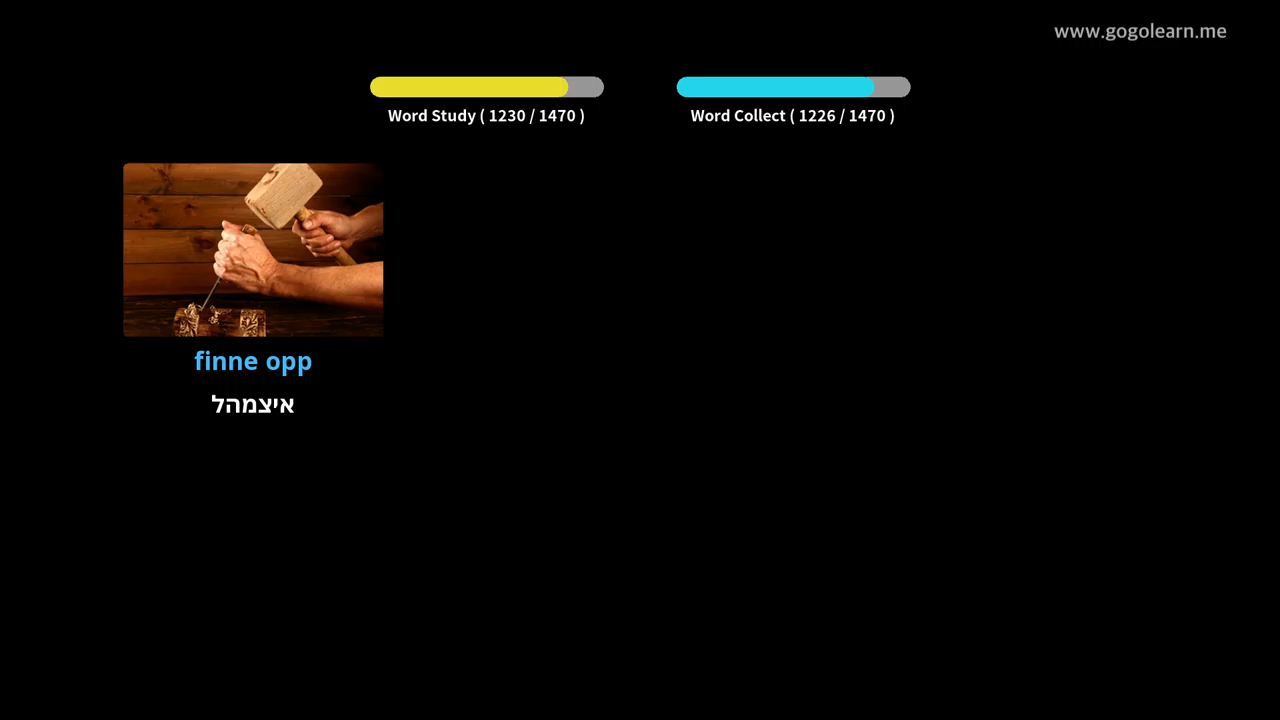 www.gogolearn.me
Word Study ( 1230 / 1470 )
Word Collect ( 1226 / 1470 )
finne opp
איצמהל